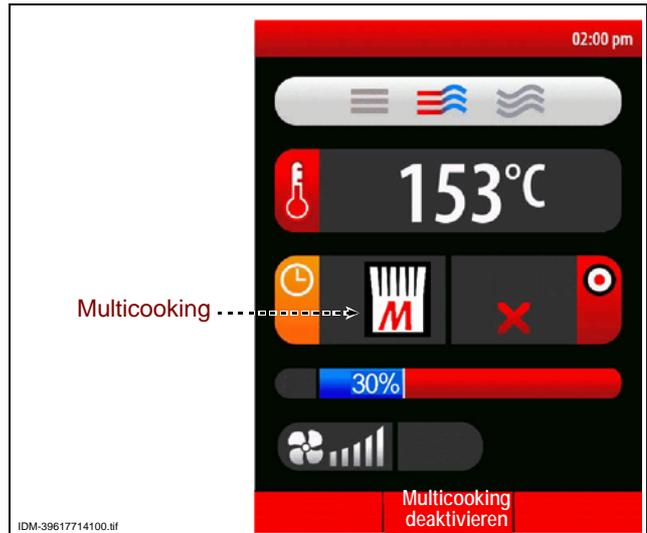 02:00 pm
153°C
Multicooking
M
30%
Multicooking
deaktivieren
IDM-39617714100.tif